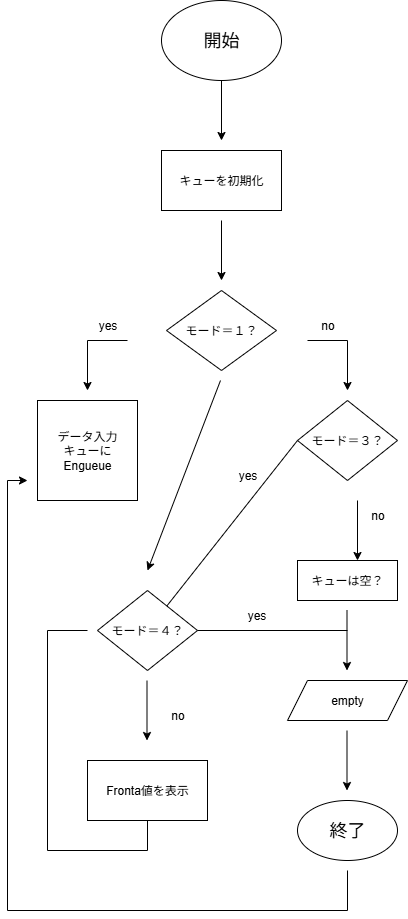 開始
キューを初期化
モード＝１？
yes
no
データ入力
キューに
Engueue
モード＝３？
yes
no
キューは空？
モード＝４？
yes
empty
no
Fronta値を表示
終了